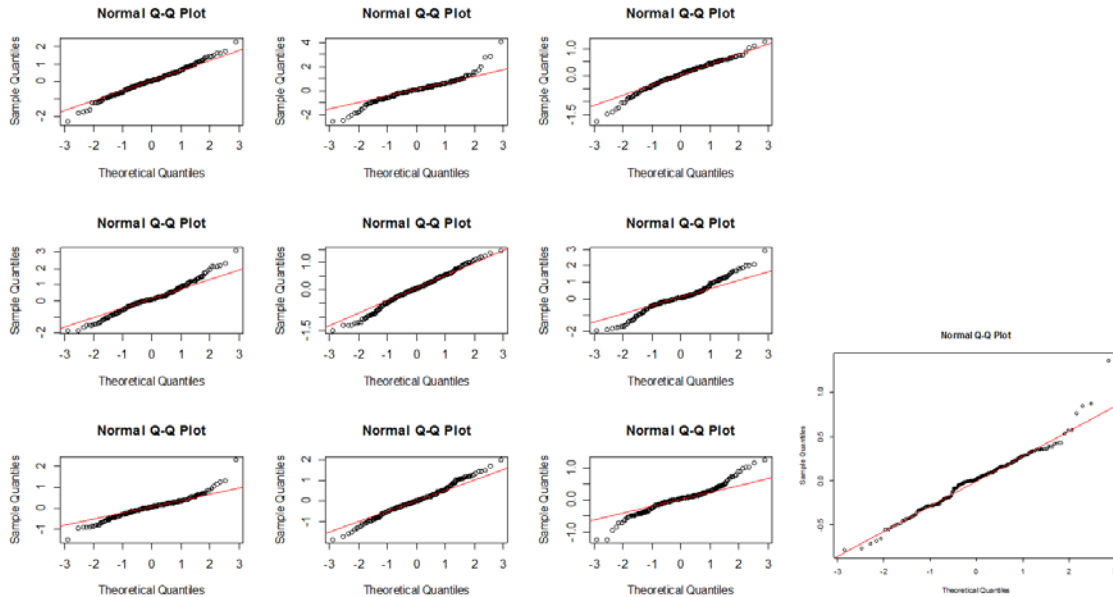 Normal Q-Q Plot
Sample Quantiles
-2 0 1 2
-3 -2 -1 0 1 2 3
Theoretical Quantiles
Normal Q-Q Plot
Sample Quantiles
-2 0 2 4
-3 -2 -1 0 1 2 3
Theoretical Quantiles
Normal Q-Q Plot
Sample Quantiles
-1.5 0.0 1.0
-3 -2 -1 0 1 2 3
Theoretical Quantiles
Normal Q-Q Plot
Sample Quantiles
-2 0 1 2 3
-3 -2 -1 0 1 2 3
Theoretical Quantiles
Normal Q-Q Plot
Sample Quantiles
-1.5 0.0 1.0
-3 -2 -1 0 1 2 3
Theoretical Quantiles
Normal Q-Q Plot
Sample Quantiles
-2 0 1 2 3
-3 -2 -1 0 1 2 3
Theoretical Quantiles
Normal Q-Q Plot
Sample Quantiles
-1 0 1 2
-3 -2 -1 0 1 2 3
Theoretical Quantiles
Normal Q-Q Plot
Sample Quantiles
-1 0 1 2
-3 -2 -1 0 1 2 3
Theoretical Quantiles
Normal Q-Q Plot
Sample Quantiles
-1.0 0.0 1.0
-3 -2 -1 0 1 2 3
Theoretical Quantiles
Normal Q-Q Plot
Sample Quantiles
-0.5 0.0 0.5 1.0
-3 -2 -1 0 1 2
Theoretical Quantiles